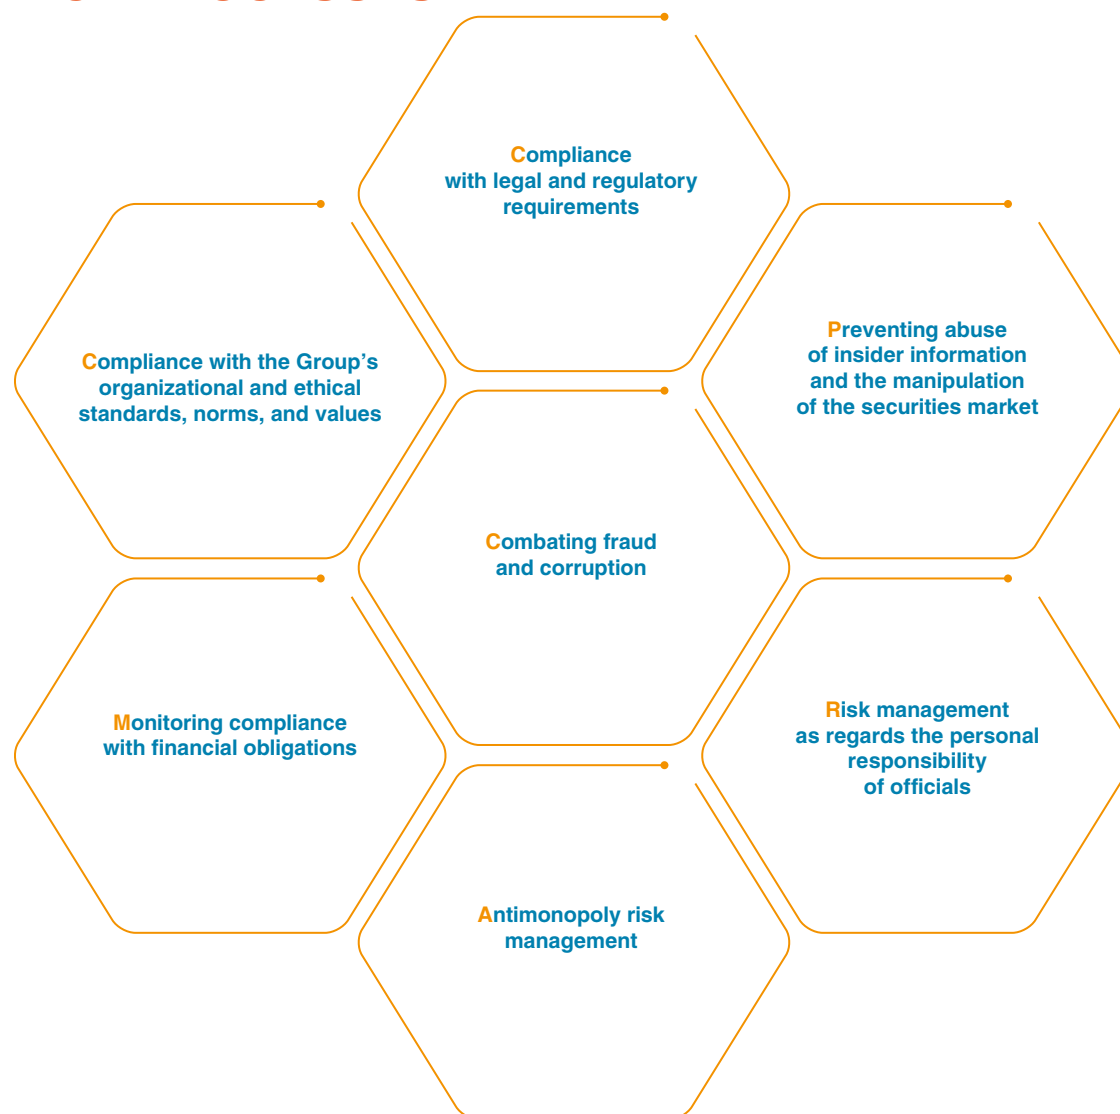 Compliance
with legal and regulatory
requirements
Compliance with the Group’s
organizational and ethical
standards, norms, and values
Preventing abuse
of insider information
and the manipulation
of the securities market
Combating fraud
and corruption
Monitoring compliance
with financial obligations
Risk management
as regards the personal
responsibility
of officials
Antimonopoly risk
management